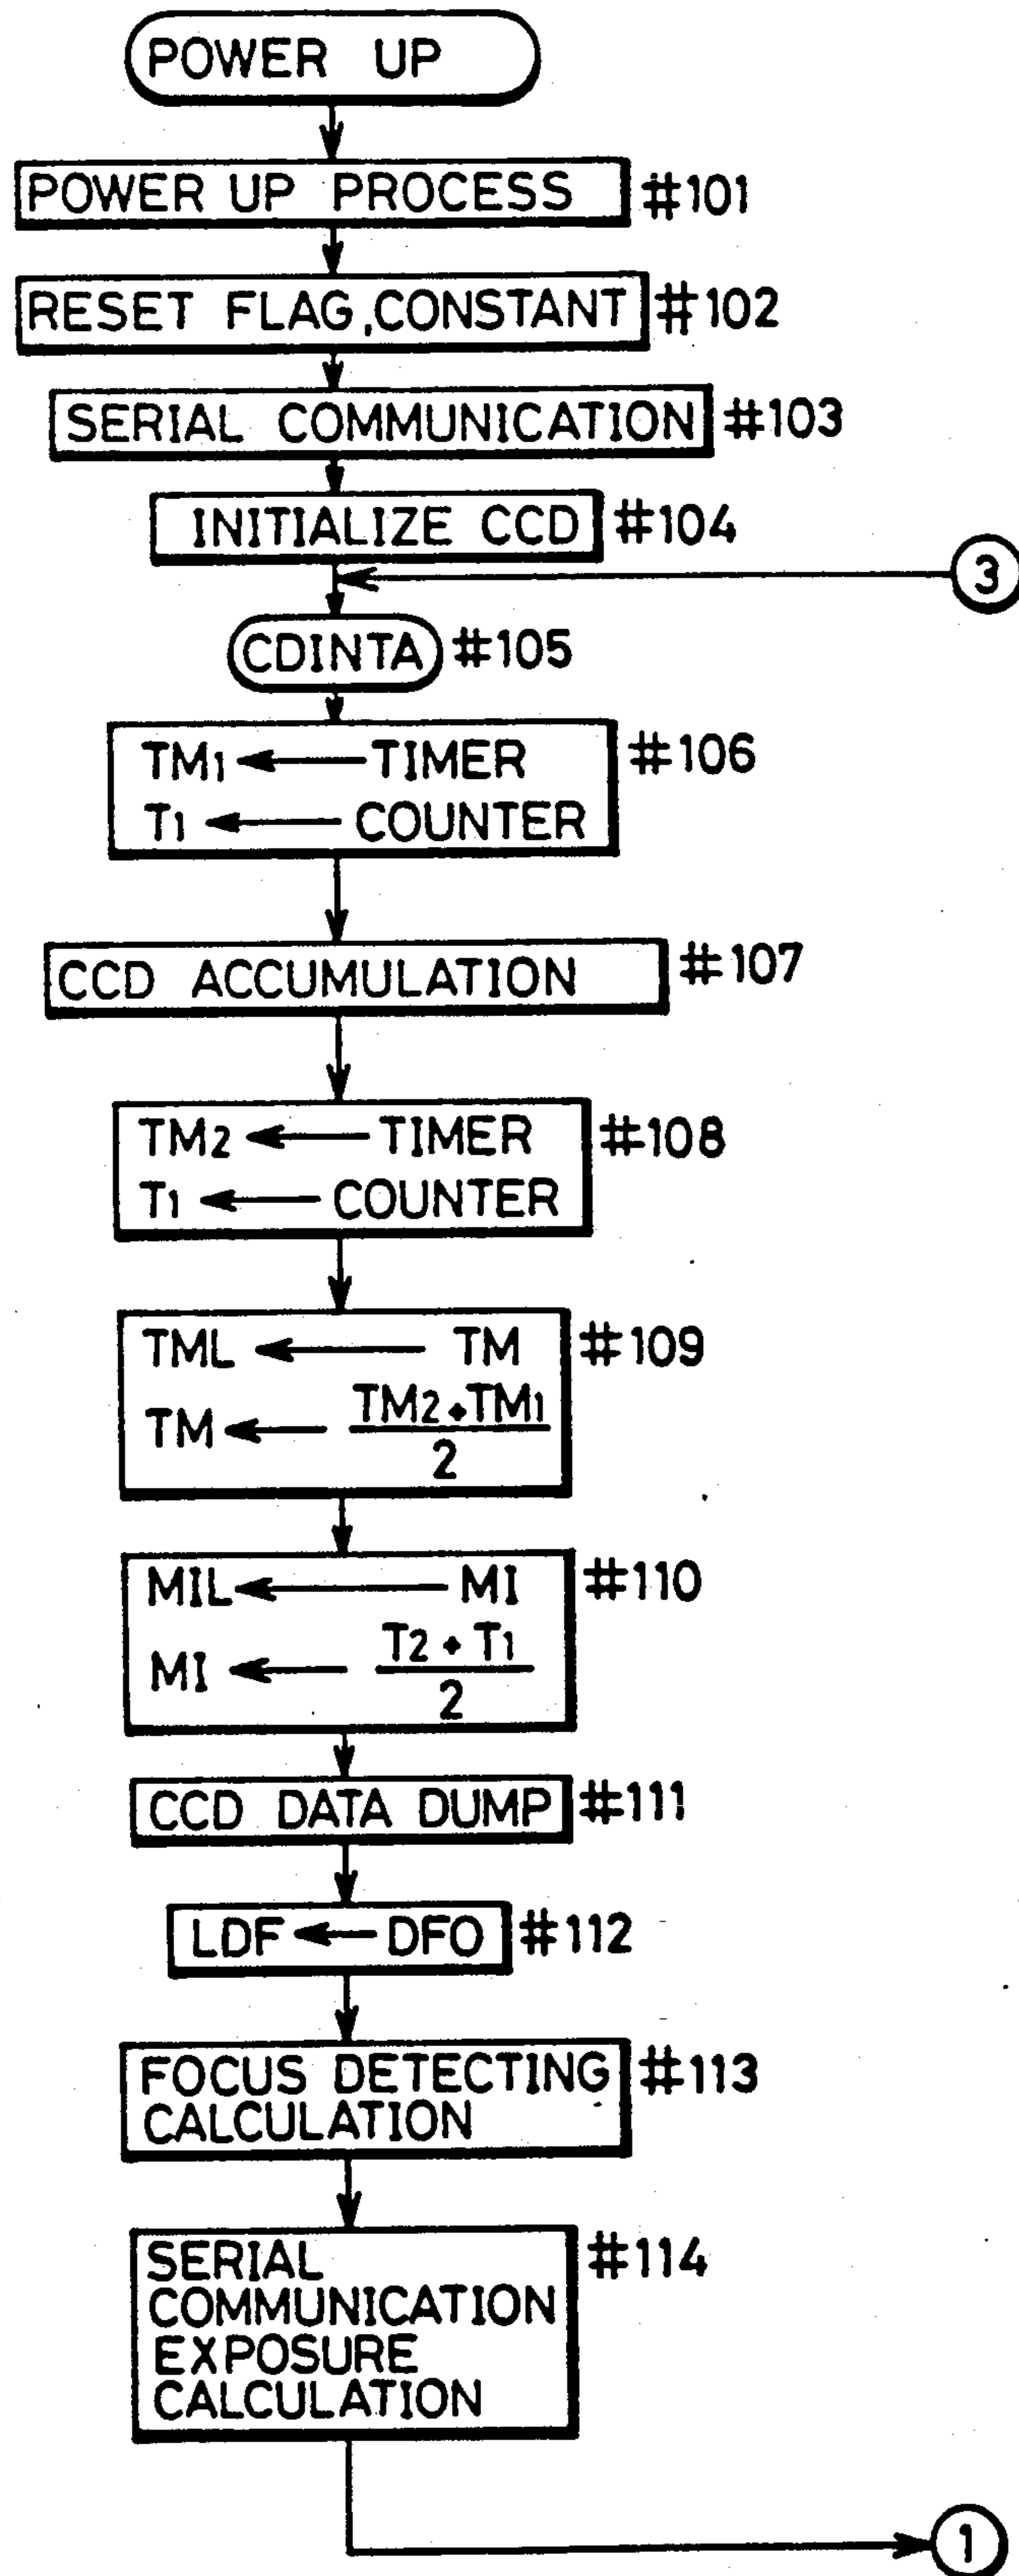 POWER UP
POWER UP PROCESS #101
RESET FLAG,CONSTANT #102
SERIAL COMMUNICATION #103
INITIALIZE CCD #104
3
CDINTA #105
TM1 ← TIMER #106
T1 ← COUNTER
CCD ACCUMULATION #107
TM2 ← TIMER #108
T1 ← COUNTER
TML ← TM #109
TM ← TM2+TM1
2
MIL ← MI #110
MI ← T2+T1
2
CCD DATA DUMP #111
LDF ← DFO #112
FOCUS DETECTING #113
CALCULATION
SERIAL #114
COMMUNICATION
EXPOSURE
CALCULATION
1